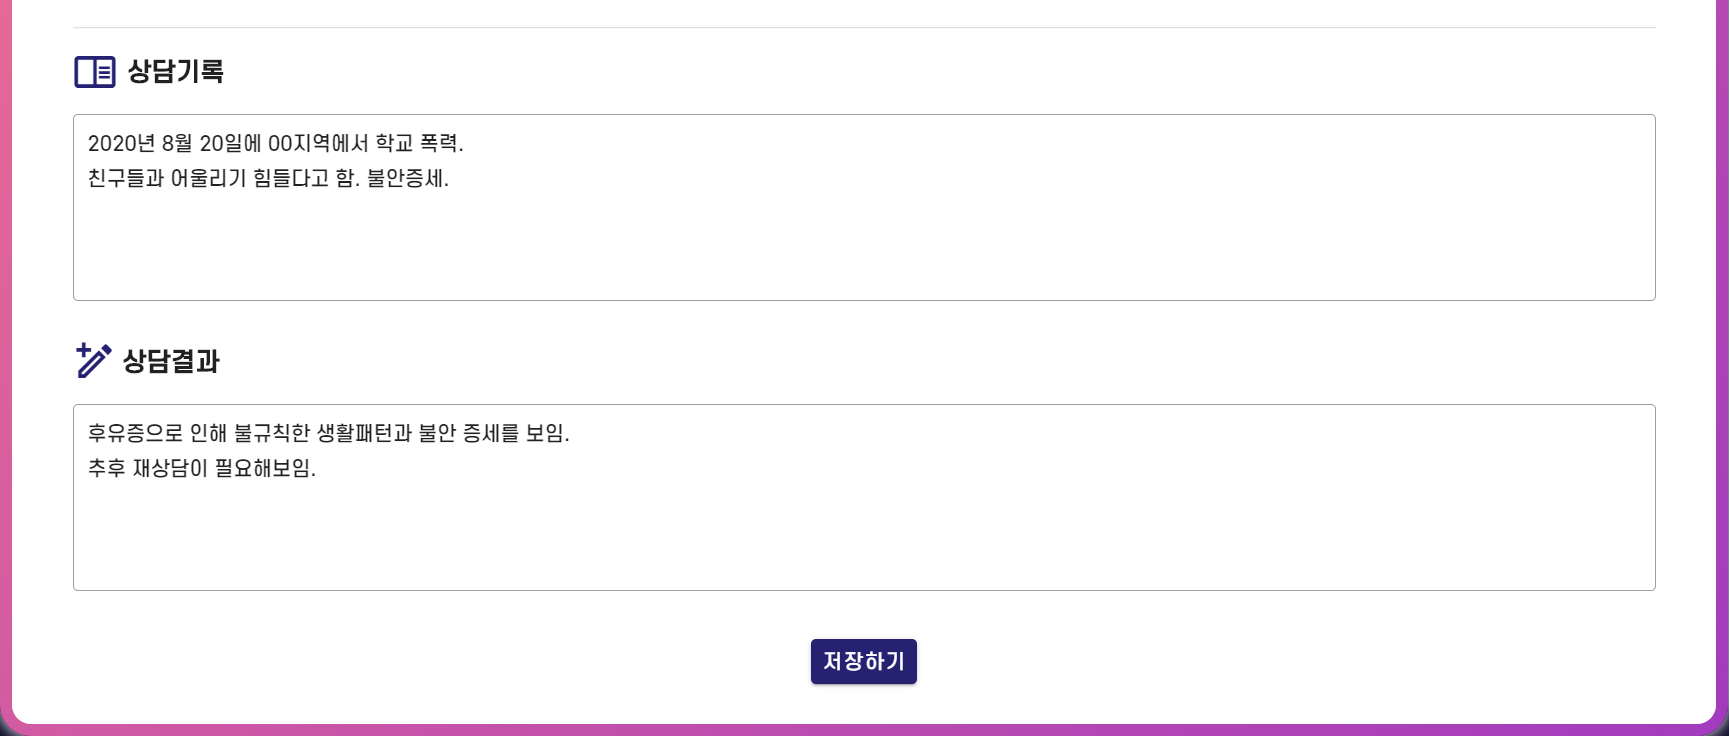 상담기록
2020년 8월 20일에 00지역에서 학교 폭력.
친구들과 어울리기 힘들다고 함. 불안증세.
상담결과
후유증으로 인해 불규칙한 생활패턴과 불안 증세를 보임.
추후 재상담이 필요해보임.
저장하기